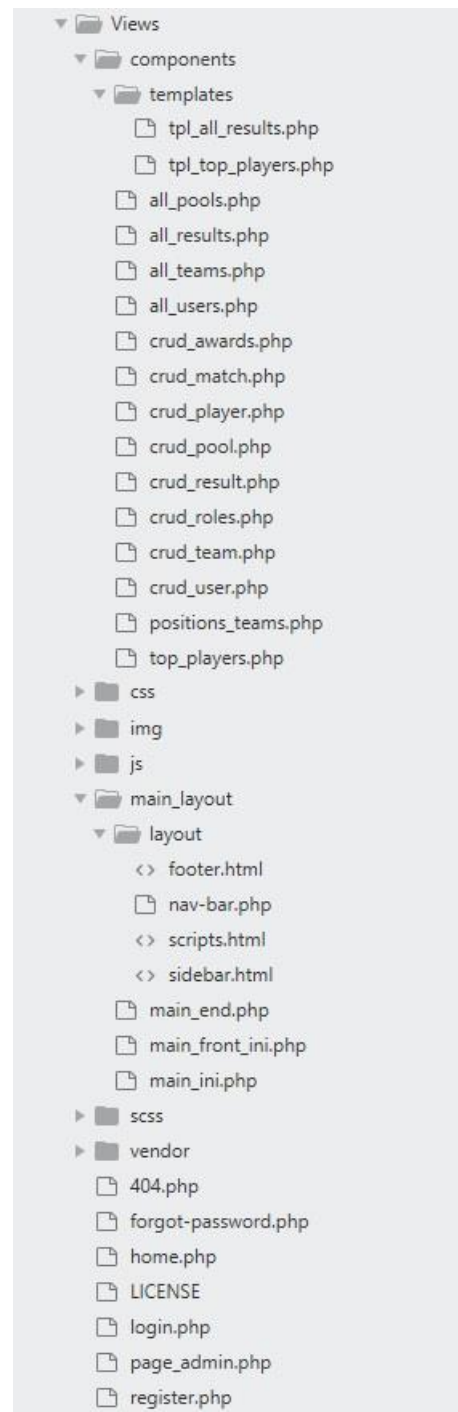 Views
components
templates
tpl_all_results.php
tpl_top_players.php
all_pools.php
all_results.php
all_teams.php
all_users.php
crud_awards.php
crud_match.php
crud_player.php
crud_pool.php
crud_result.php
crud_roles.php
crud_team.php
crud_user.php
positions_teams.php
top_players.php
css
img
js
main_layout
layout
footer.html
nav-bar.php
scripts.html
sidebar.html
main_end.php
main_front_ini.php
main_ini.php
scss
vendor
404.php
forgot-password.php
home.php
LICENSE
login.php
page_admin.php
register.php